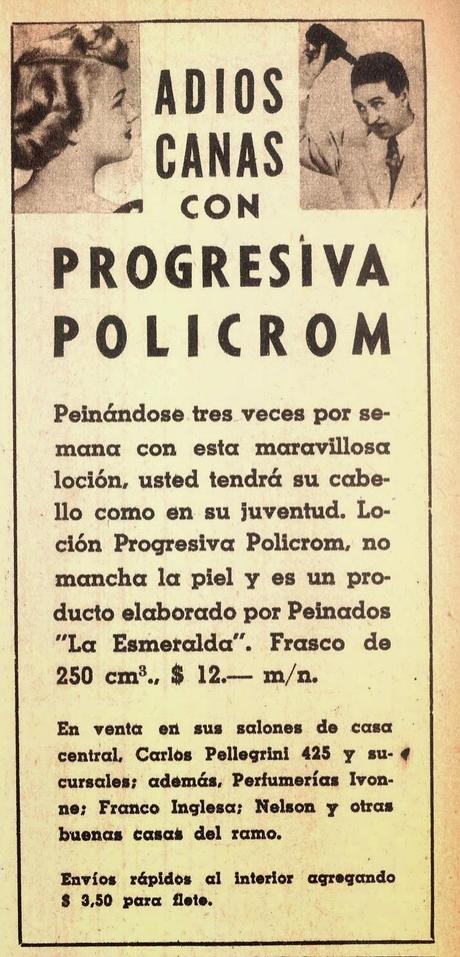 ADIOS
CANAS
CON
PROGRESIVA
POLICROM
Peinándose tres veces por se-
mana con esta maravillosa
loción, usted tendrá su cabe-
llo como en su juventud. Lo-
ción Progresiva Policrom, no
mancha la piel y es un pro-
ducto elaborado por Peinados
"La Esmeralda". Frasco de
250 cm³., $ 12.— m/n.
En venta en sus salones de casa
central, Carlos Pellegrini 425 y su-
cursales; además, Perfumerías Ivon-
ne; Franco Inglesa; Nelson y otras
buenas casas del ramo.
Envíos rápidos al interior agregando
$ 3,50 para flete.